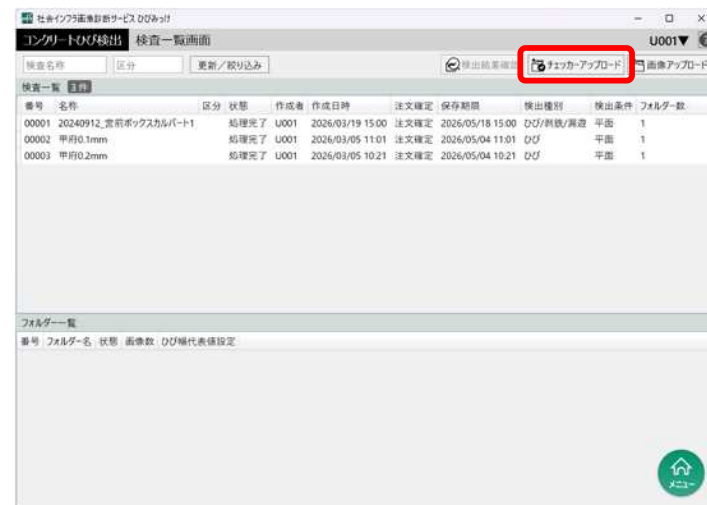 社会インフラ画像診断サービス ひびみっけ
コンクリートひび検出 検査一覧画面 U001▼
検査名称 区分 更新／絞り込み 検出結果確認 チェッカーアップロード 画像アップロード
検査一覧 3件
番号 名称 区分 状態 作成者 作成日時 注文確定 保存期限 検出種別 検出条件 フォルダー数
00001 20240912_宮前ボックスカルバート1 処理完了 U001 2026/03/19 15:00 注文確定 2026/05/18 15:00 ひび/剥鉄/漏遊 平面 1
00002 甲府0.1mm 処理完了 U001 2026/03/05 11:01 注文確定 2026/05/04 11:01 ひび 平面 1
00003 甲府0.2mm 処理完了 U001 2026/03/05 10:21 注文確定 2026/05/04 10:21 ひび 平面 1
フォルダー一覧
番号 フォルダー名 状態 画像数 ひび幅代表値設定
メニュー